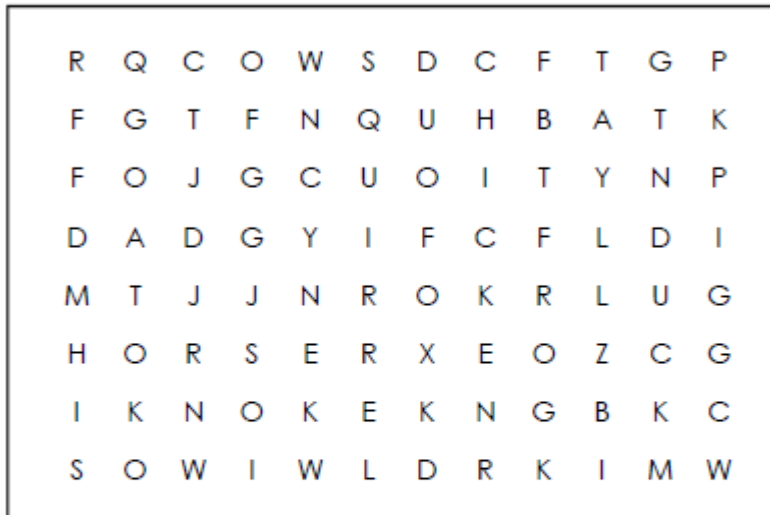 R Q C O W S D C F T G P
F G T F N Q U H B A T K
F O J G C U O I T Y N P
D A D G Y I F C F L D I
M T J J N R O K R L U G
H O R S E R X E O Z C G
I K N O K E K N G B K C
S O W I W L D R K I M W